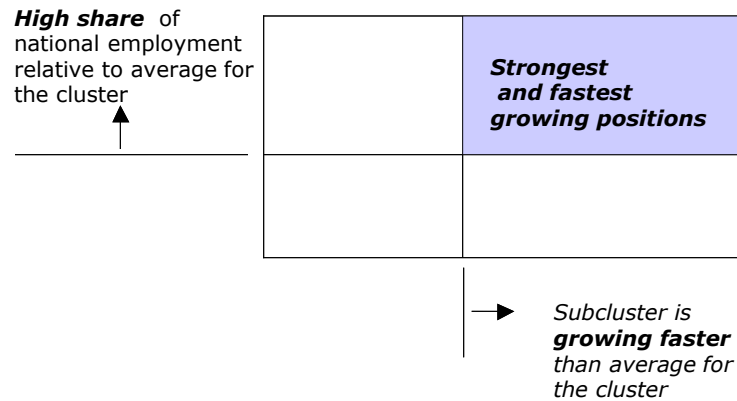 High share of
national employment
relative to average for
the cluster
Strongest
and fastest
growing positions
Subcluster is
growing faster
than average for
the cluster